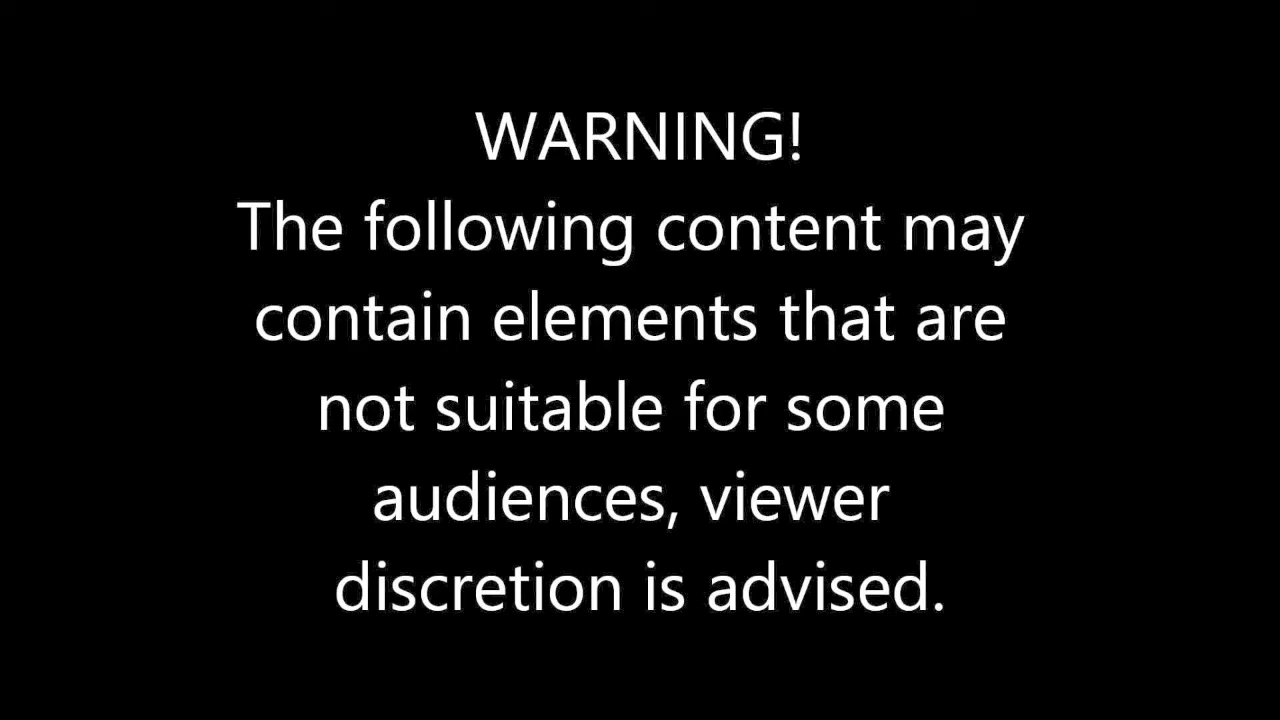 WARNING!
The following content may
contain elements that are
not suitable for some
audiences, viewer
discretion is advised.